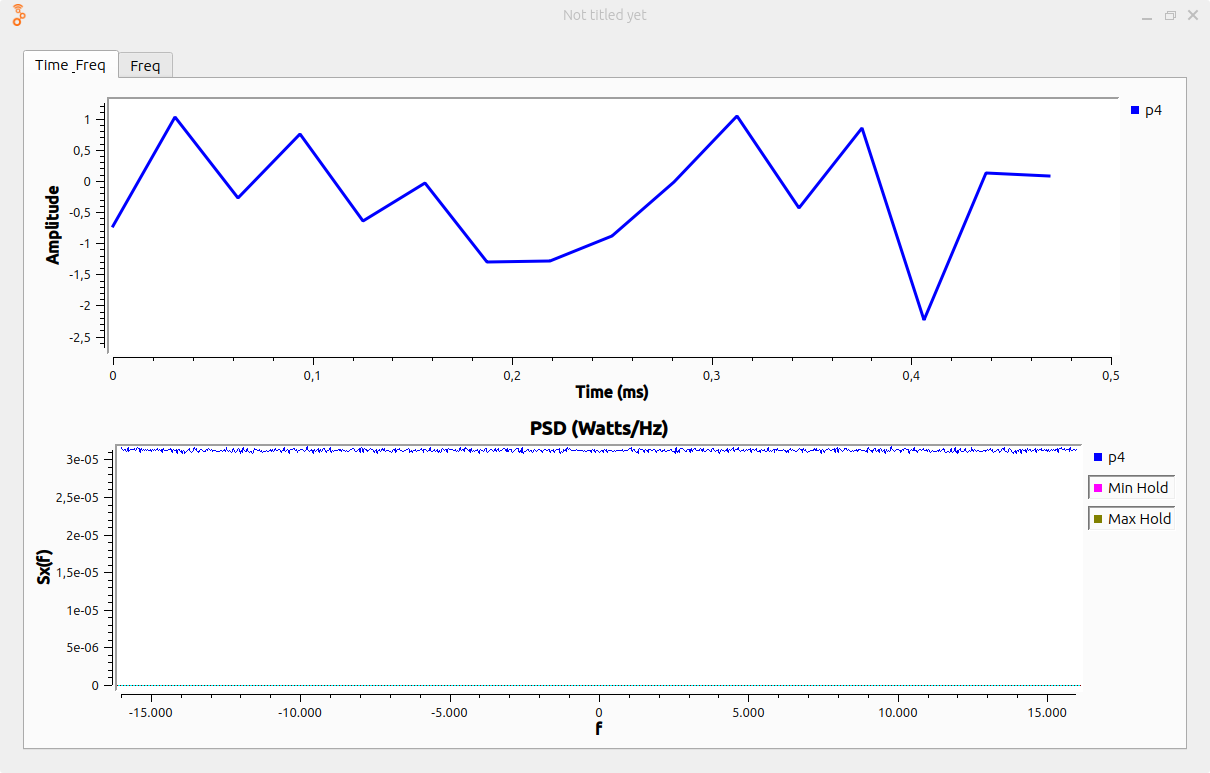 Not titled yet
Time_Freq
Freq
1
0,5
0
-0,5
-1
-1,5
-2
-2,5
Amplitude
p4
0 0,1 0,2 0,3 0,4 0,5
Time (ms)
PSD (Watts/Hz)
3e-05
2,5e-05
2e-05
1,5e-05
1e-05
5e-06
0
Sx(f)
p4
Min Hold
Max Hold
-15.000 -10.000 -5.000 0 5.000 10.000 15.000
f